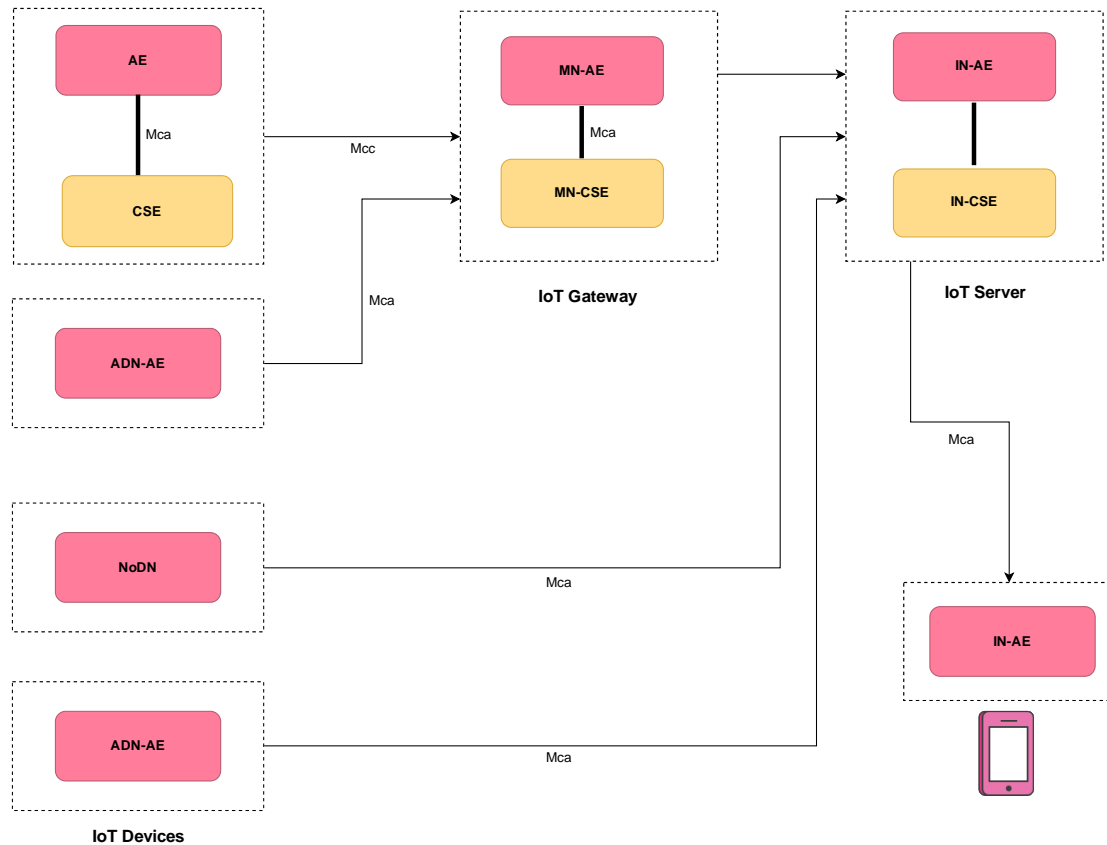 AE
Mca
CSE
Mcc
MN-AE
Mca
MN-CSE
IoT Gateway
IN-AE
IN-CSE
IoT Server
ADN-AE
Mca
NoDN
Mca
ADN-AE
Mca
IoT Devices
Mca
IN-AE